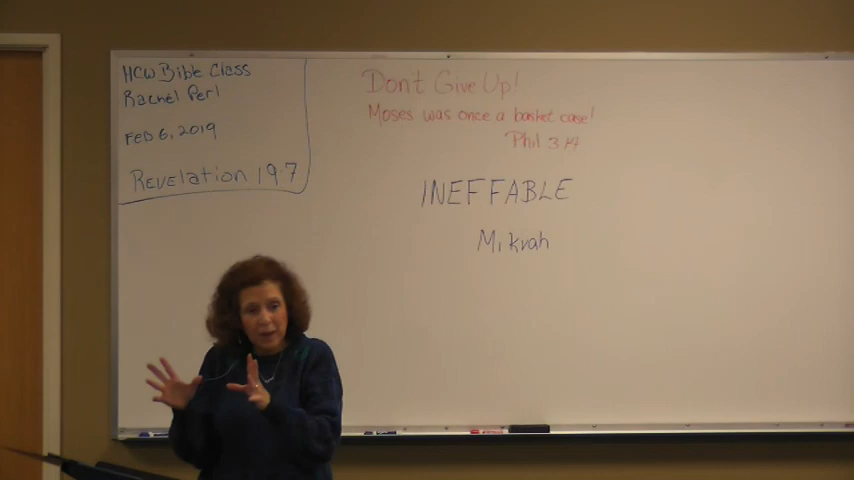 HCW Bible Class
Rachel Perl
FEB 6, 2019
REVElation 19:7
Don't Give Up!
Moses was once a basket case!
Phil 3:14
INEFFABLE
Mikvah